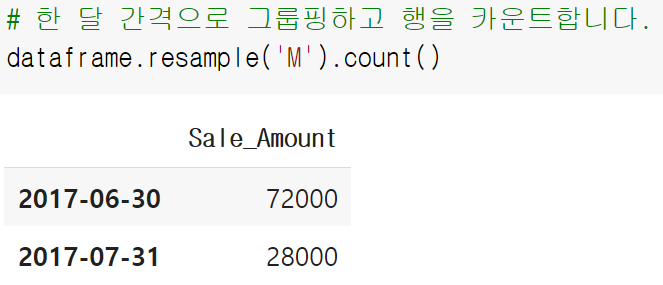 # 한 달 간격으로 그룹핑하고 행을 카운트합니다.
dataframe.resample('M').count()
Sale_Amount
2017-06-30 72000
2017-07-31 28000